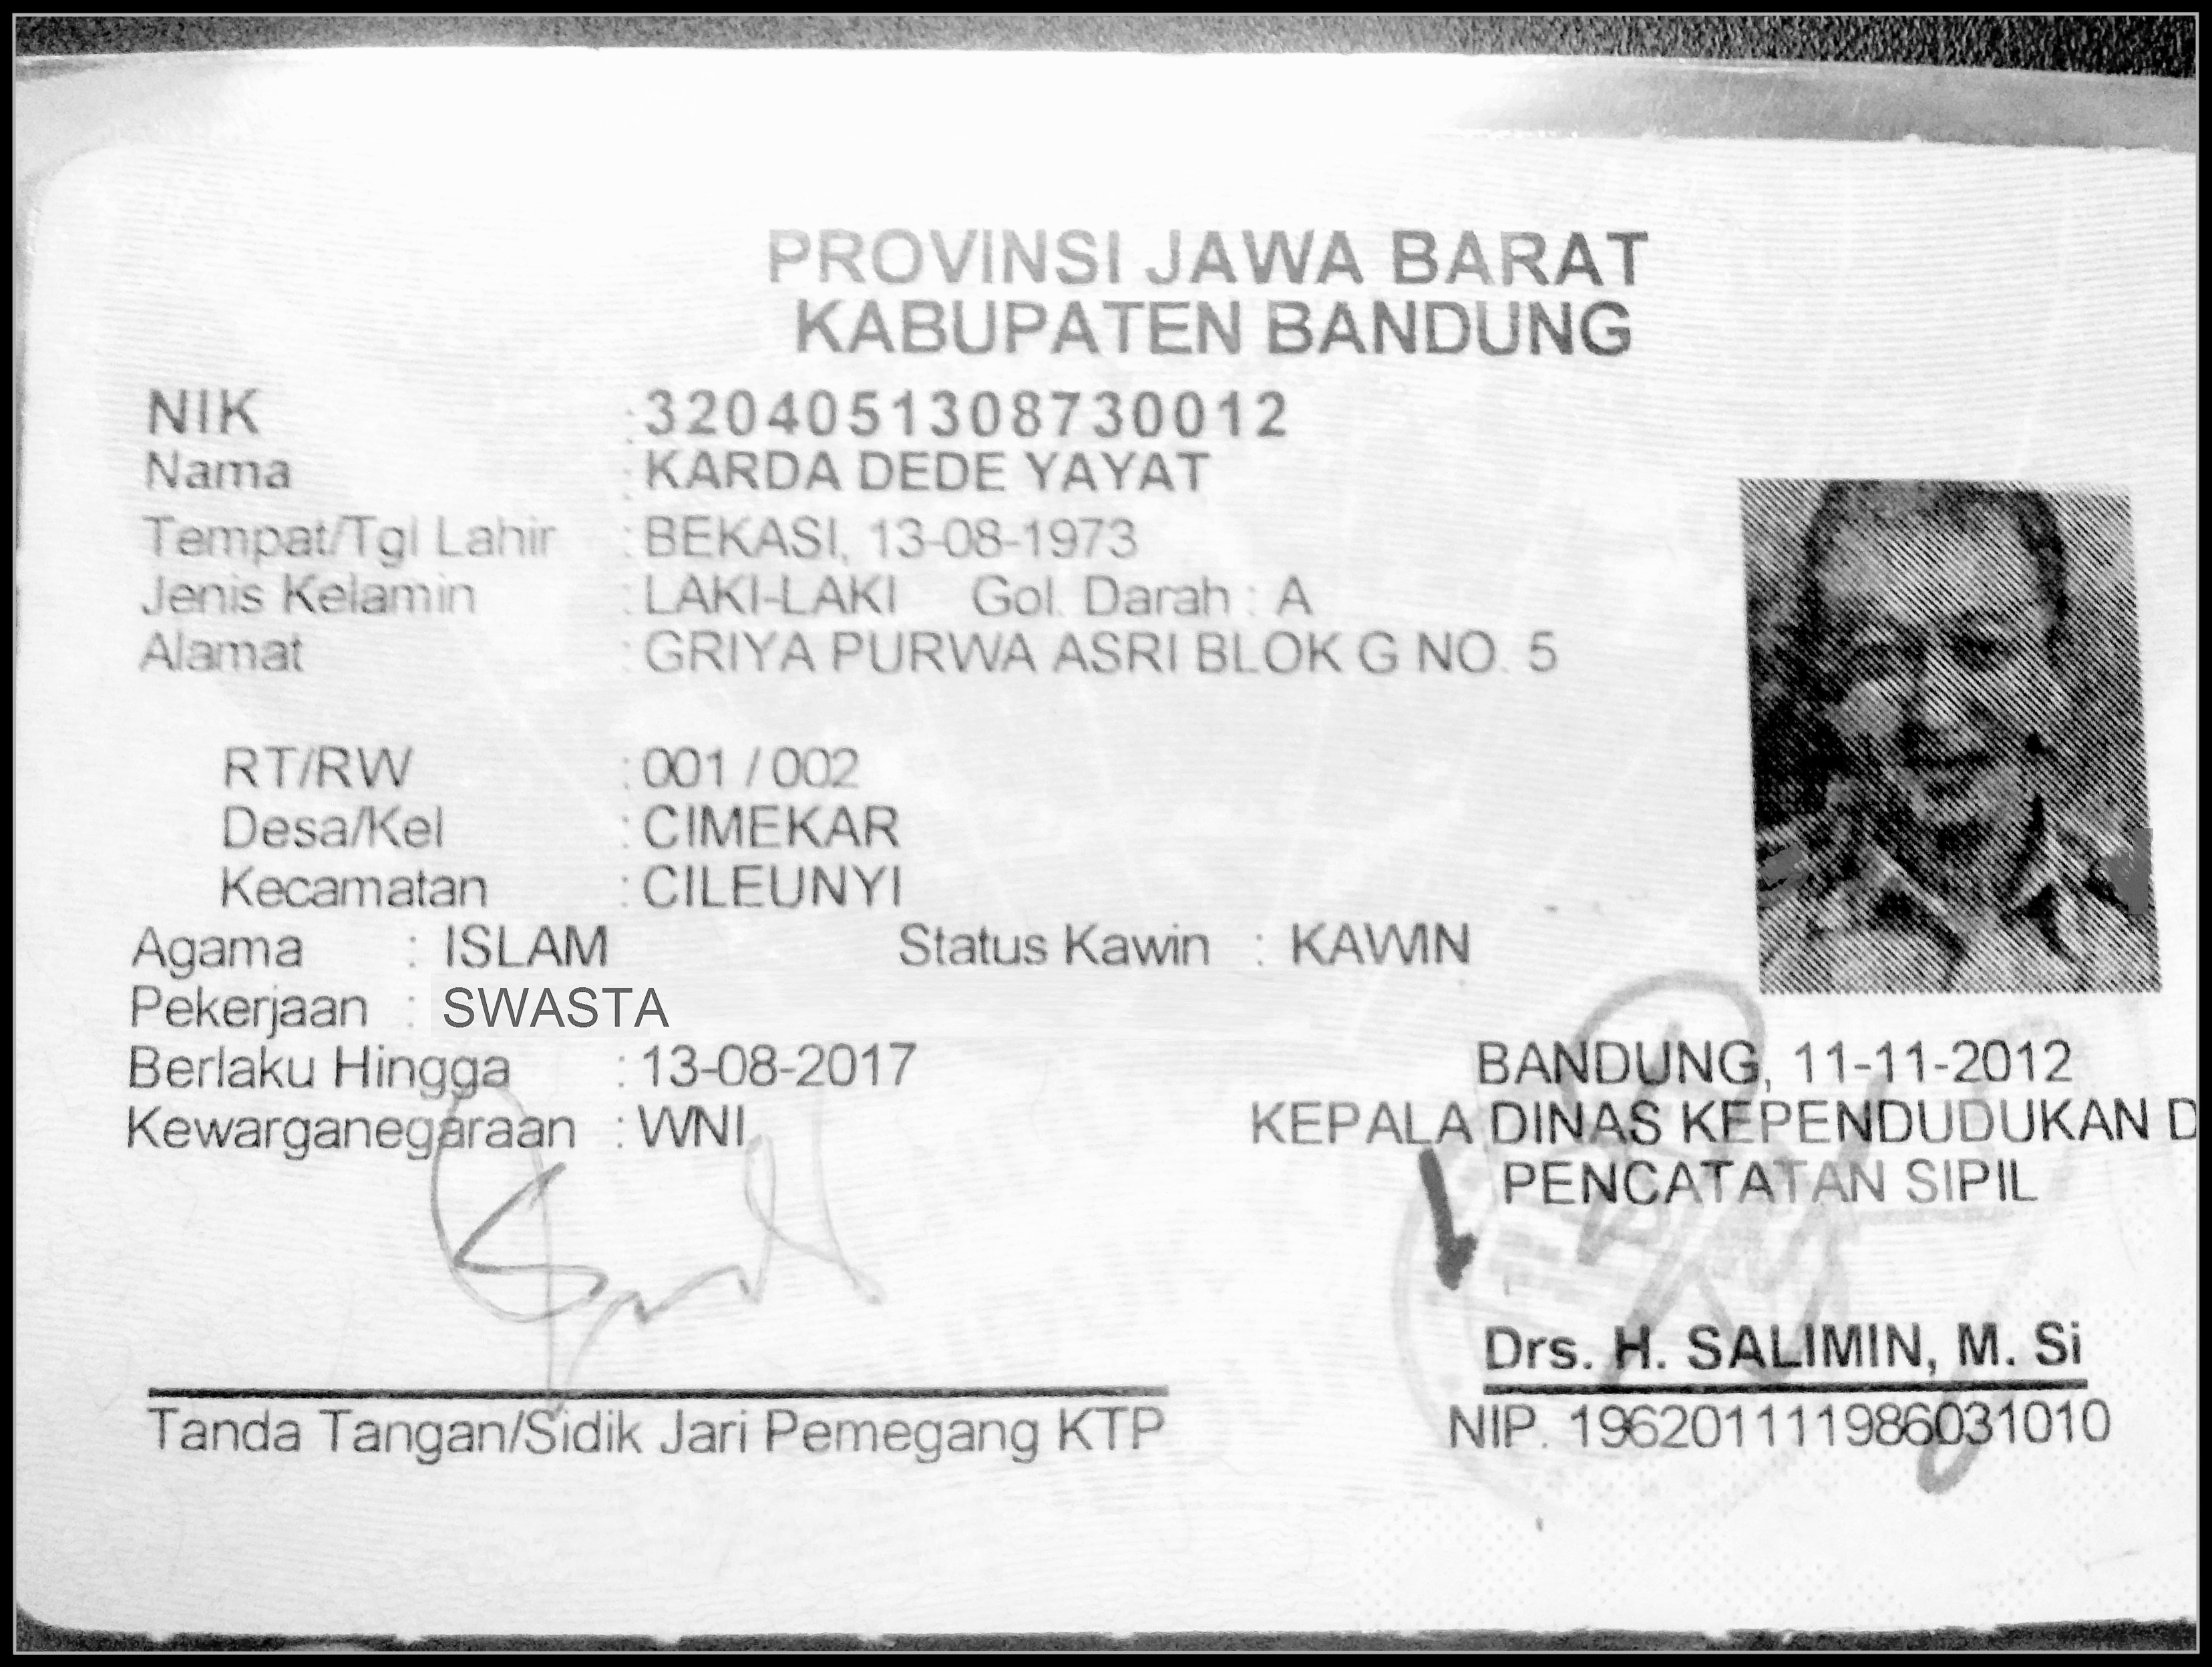 PROVINSI JAWA BARAT
KABUPATEN BANDUNG
NIK : 3204051308730012
Nama : KARDA DEDE YAYAT
Tempat/Tgl Lahir : BEKASI, 13-08-1973
Jenis Kelamin : LAKI-LAKI Gol. Darah : A
Alamat : GRIYA PURWA ASRI BLOK G NO. 5
RT/RW : 001 / 002
Desa/Kel : CIMEKAR
Kecamatan : CILEUNYI
Agama : ISLAM Status Kawin : KAWIN
Pekerjaan : SWASTA
Berlaku Hingga : 13-08-2017
Kewarganegaraan : WNI
BANDUNG, 11-11-2012
KEPALA DINAS KEPENDUDUKAN D
PENCATATAN SIPIL
Drs. H. SALIMIN, M. Si
NIP. 196201111986031010
Tanda Tangan/Sidik Jari Pemegang KTP